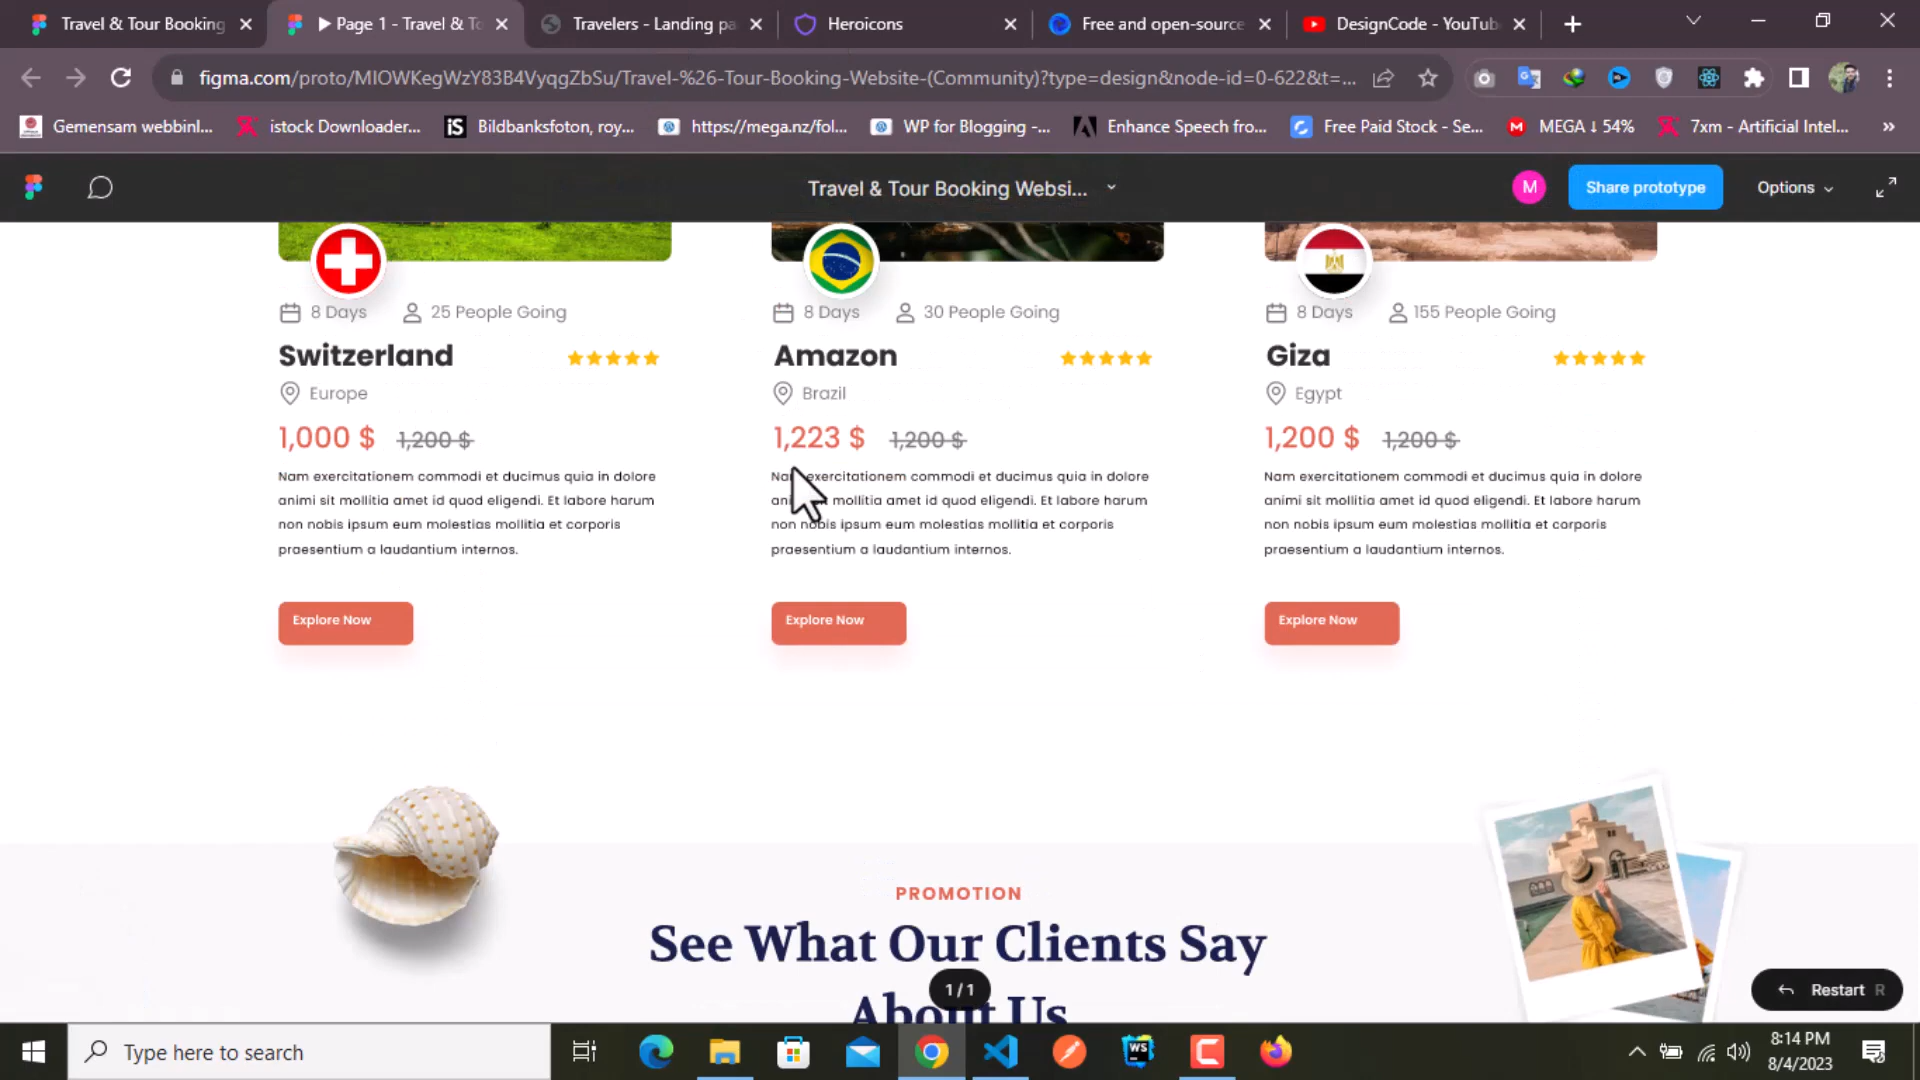 Travel & Tour Booking
Page 1 - Travel & To
Travelers - Landing pa
Heroicons
Free and open-source
DesignCode - YouTub
figma.com/proto/MIOWKegWzY83B4VyqgZbSu/Travel-%26-Tour-Booking-Website-(Community)?type=design&node-id=0-622&t=...
Gemensam webbinl...
istock Downloader...
iS
Bildbanksfoton, roy...
https://mega.nz/fol...
WP for Blogging -...
Enhance Speech fro...
Free Paid Stock - Se...
M
MEGA ↓ 54%
7xm - Artificial Intel...
»
Travel & Tour Booking Websi...
M
Share prototype
Options
8 Days
25 People Going
Switzerland
Europe
1,000 $ 1,200 $
Nam exercitationem commodi et ducimus quia in dolore
animi sit mollitia amet id quod eligendi. Et labore harum
non nobis ipsum eum molestias mollitia et corporis
praesentium a laudantium internos.
Explore Now
8 Days
30 People Going
Amazon
Brazil
1,223 $ 1,200 $
Nam exercitationem commodi et ducimus quia in dolore
mollitia amet id quod eligendi. Et labore harum
non nobis ipsum eum molestias mollitia et corporis
praesentium a laudantium internos.
Explore Now
8 Days
155 People Going
Giza
Egypt
1,200 $ 1,200 $
Nam exercitationem commodi et ducimus quia in dolore
animi sit mollitia amet id quod eligendi. Et labore harum
non nobis ipsum eum molestias mollitia et corporis
praesentium a laudantium internos.
Explore Now
PROMOTION
See What Our Clients Say
About Us
1 / 1
Restart R
Type here to search
WS
8:14 PM
8/4/2023